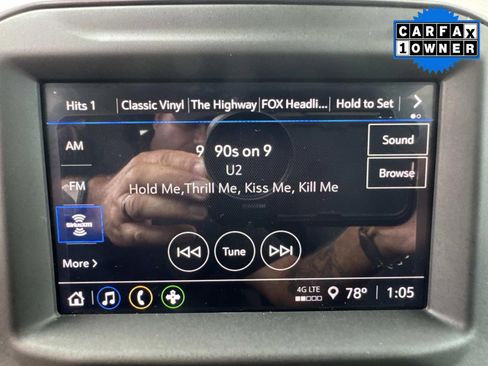 CARFAX
1 OWNER
Hits 1 Classic Vinyl The Highway FOX Headli... Hold to Set
AM
9 90s on 9
Sound
U2
FM
Hold Me,Thrill Me, Kiss Me, Kill Me
Browse
SiriusXM
Tune
More >
4G LTE 78° 1:05